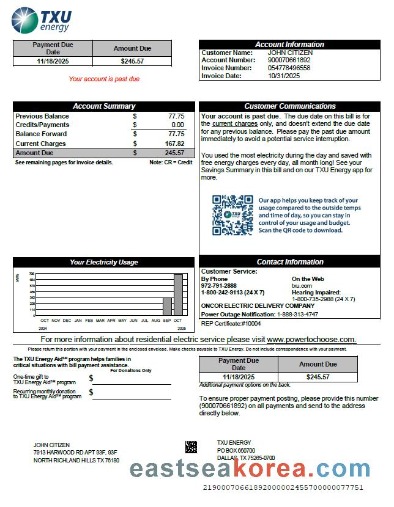 TXU
energy
Payment Due Date
Amount Due
11/18/2025
$245.57
Your account is past due
Account Information
Customer Name: JOHN CITIZEN
Account Number: 900070661892
Invoice Number: 054778496558
Invoice Date: 10/31/2025
Account Summary
Previous Balance $ 77.75
Credits/Payments $ 0.00
Balance Forward $ 77.75
Current Charges $ 167.82
Amount Due $ 245.57
See remaining pages for invoice details. Note: CR = Credit
Customer Communications
Your account is past due. The due date on this bill is for
the current charges only, and doesn't extend the due date
for any previous balance. Please pay the past due amount
immediately to avoid a potential service interruption.
You used the most electricity during the day and saved with
free energy charges every day, all month long! See your
Savings Summary in this bill and on our TXU Energy app for
more.
Our app helps you keep track of your
usage compared to the outside temps
and time of day, so you can stay in
control of your usage and budget.
Scan the QR code to download.
Your Electricity Usage
OCT NOV DEC JAN FEB MAR APR MAY JUN JUL AUG SEP OCT
2024 2025
Contact Information
Customer Service:
By Phone On the Web
972-791-2888 txu.com
1-800-242-9113 (24 X 7) Hearing Impaired:
1-800-735-2988 (24 X 7)
ONCOR ELECTRIC DELIVERY COMPANY
Power Outage Notification: 1-888-313-4747
REP Certificate#10004
For more information about residential electric service please visit www.powertochoose.com.
Please return this portion with your payment in the enclosed envelope. Make checks payable to TXU Energy. Do not include correspondence with your payment.
The TXU Energy Aid℠ program helps families in
critical situations with bill payment assistance.
For Donations Only
One-time gift to
TXU Energy Aid℠ program $
Recurring monthly donation
to TXU Energy Aid℠ program $
Payment Due Date
Amount Due
11/18/2025
$245.57
Additional payment options on the back.
To ensure proper payment posting, please provide this number
(900070661892) on all payments and send to the address
directly below.
JOHN CITIZEN
7913 HARWOOD RD APT 03F, 03F
NORTH RICHLAND HILLS TX 76180
TXU ENERGY
PO BOX 650700
DALLAS, TX 75265-0700
eastseakorea.com